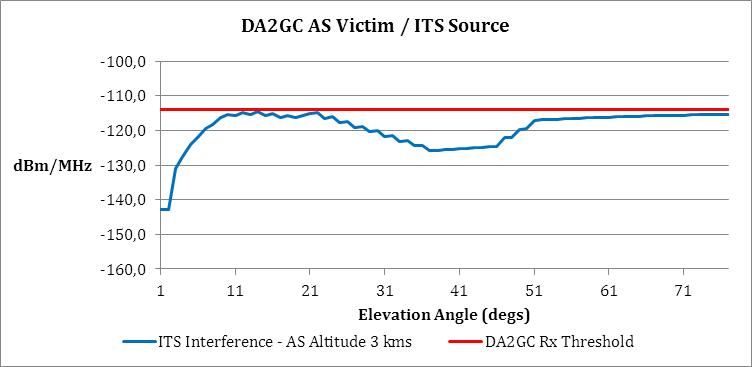 DA2GC AS Victim / ITS Source
-100,0
-110,0
-120,0
dBm/MHz
-130,0
-140,0
-150,0
-160,0
1 11 21 31 41 51 61 71
Elevation Angle (degs)
ITS Interference - AS Altitude 3 kms
DA2GC Rx Threshold